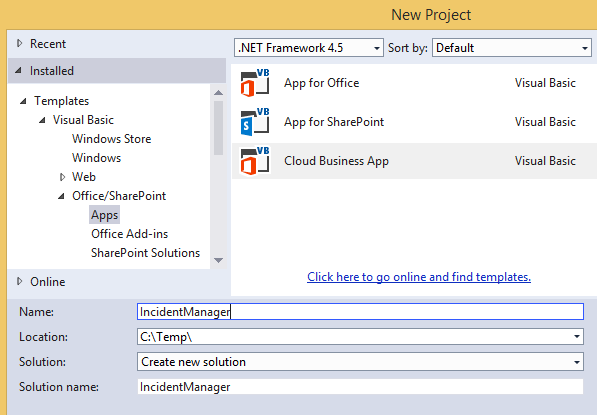 New Project
Recent
Installed
Templates
Visual Basic
Windows Store
Windows
Web
Office/SharePoint
Apps
Office Add-ins
SharePoint Solutions
Online
.NET Framework 4.5 Sort by: Default
VB App for Office Visual Basic
VB App for SharePoint Visual Basic
VB Cloud Business App Visual Basic
Click here to go online and find templates.
Name: IncidentManager
Location: C:\Temp\
Solution: Create new solution
Solution name: IncidentManager